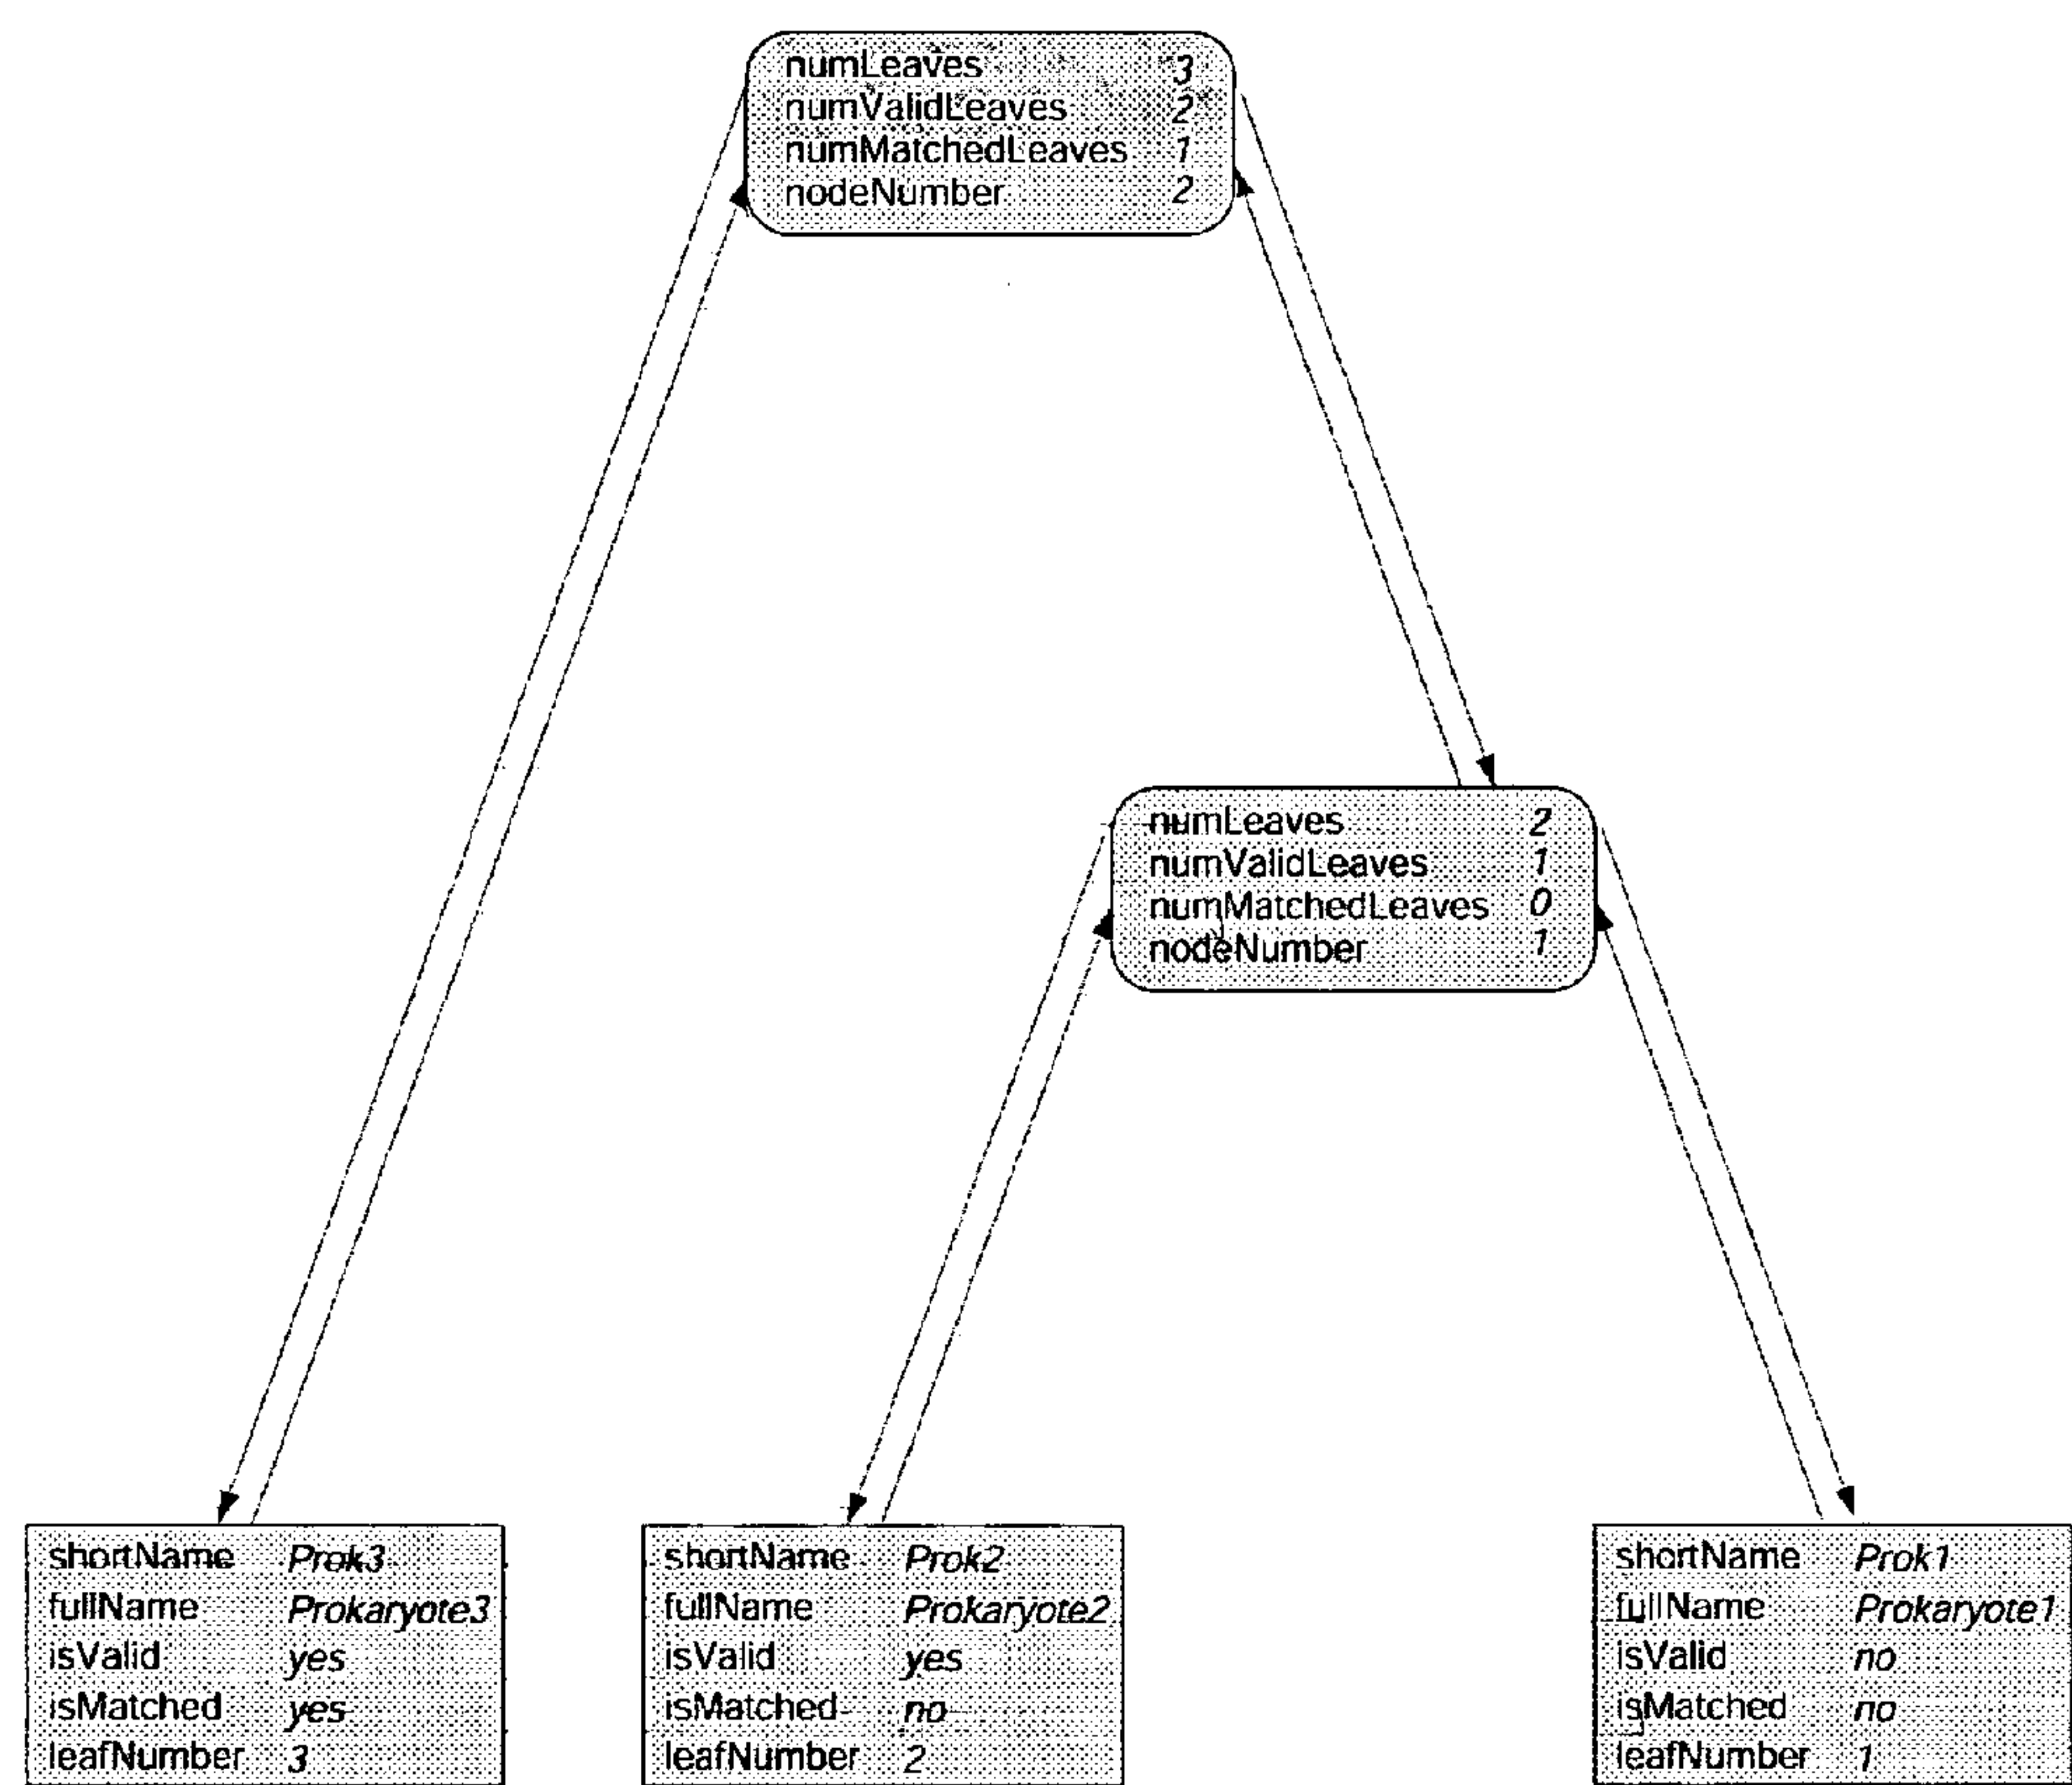 numLeaves 3
numValidLeaves 2
numMatchedLeaves 1
nodeNumber 2
numLeaves 2
numValidLeaves 1
numMatchedLeaves 0
nodeNumber 1
shortName Prok3
fullName Prokaryote3
isValid yes
isMatched yes
leafNumber 3
shortName Prok2
fullName Prokaryote2
isValid yes
isMatched no
leafNumber 2
shortName Prok1
fullName Prokaryote1
isValid no
isMatched no
leafNumber 1